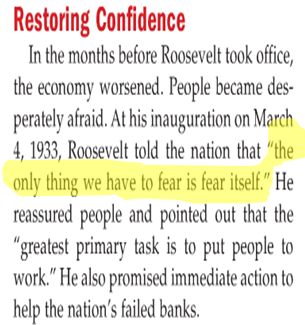 Restoring Confidence
In the months before Roosevelt took office,
the economy worsened. People became des-
perately afraid. At his inauguration on March
4, 1933, Roosevelt told the nation that “the
only thing we have to fear is fear itself.” He
reassured people and pointed out that the
“greatest primary task is to put people to
work.” He also promised immediate action to
help the nation’s failed banks.